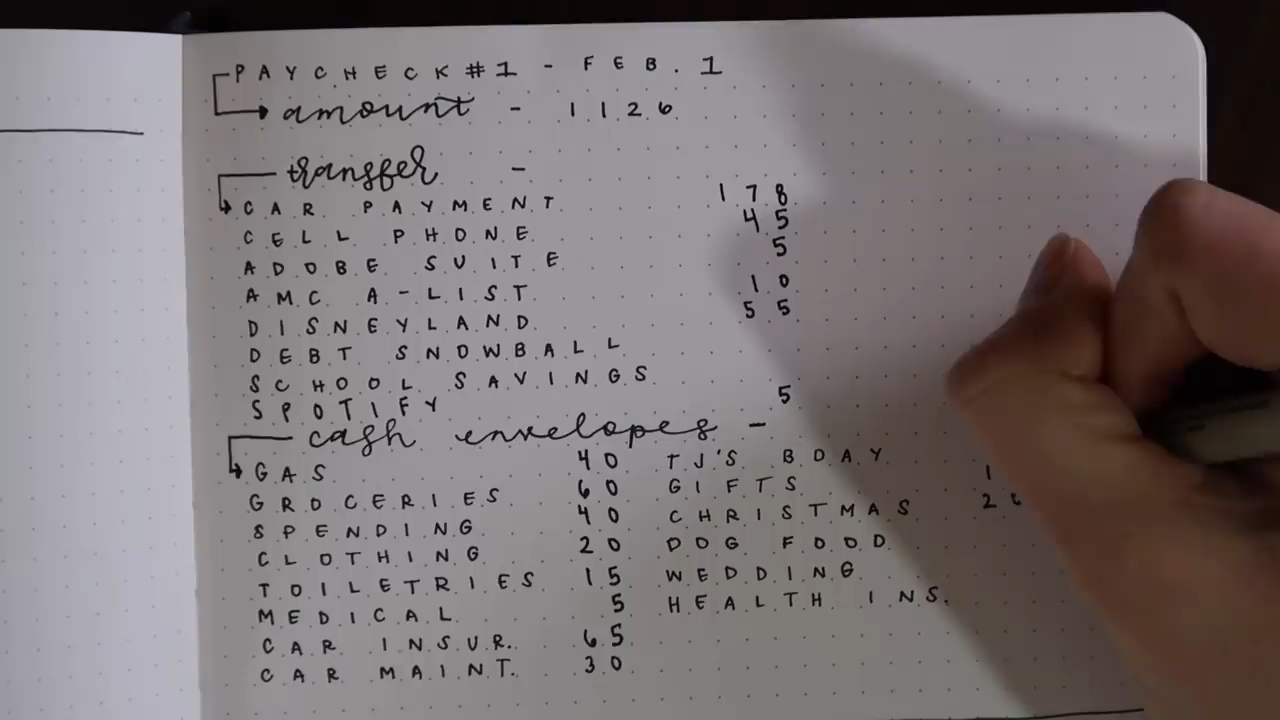 PAYCHECK #1 - FEB. 1
amount - 1126
transfer -
CAR PAYMENT 178
CELL PHONE 45
ADOBE SUITE 5
AMC A-LIST 10
DISNEYLAND 55
DEBT SNOWBALL
SCHOOL SAVINGS
SPOTIFY 5
cash envelopes -
GAS 40 TJ'S BDAY
GROCERIES 60 GIFTS
SPENDING 40 CHRISTMAS
CLOTHING 20 DOG FOOD
TOILETRIES 15 WEDDING
MEDICAL 5 HEALTH INS.
CAR INSUR. 65
CAR MAINT. 30